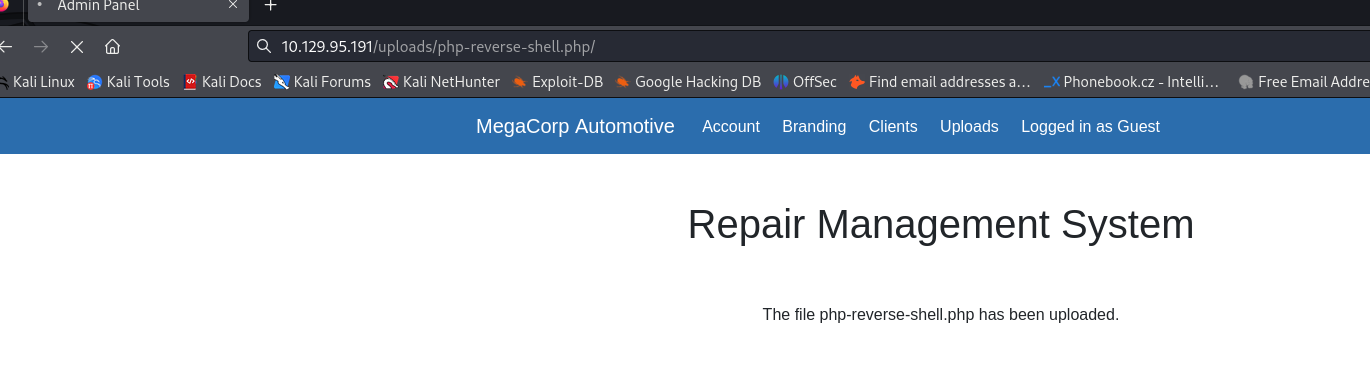 Admin Panel
10.129.95.191/uploads/php-reverse-shell.php/
Kali Linux Kali Tools Kali Docs Kali Forums Kali NetHunter Exploit-DB Google Hacking DB OffSec Find email addresses a... Phonebook.cz - Intelli... Free Email Addre
MegaCorp Automotive Account Branding Clients Uploads Logged in as Guest
Repair Management System
The file php-reverse-shell.php has been uploaded.